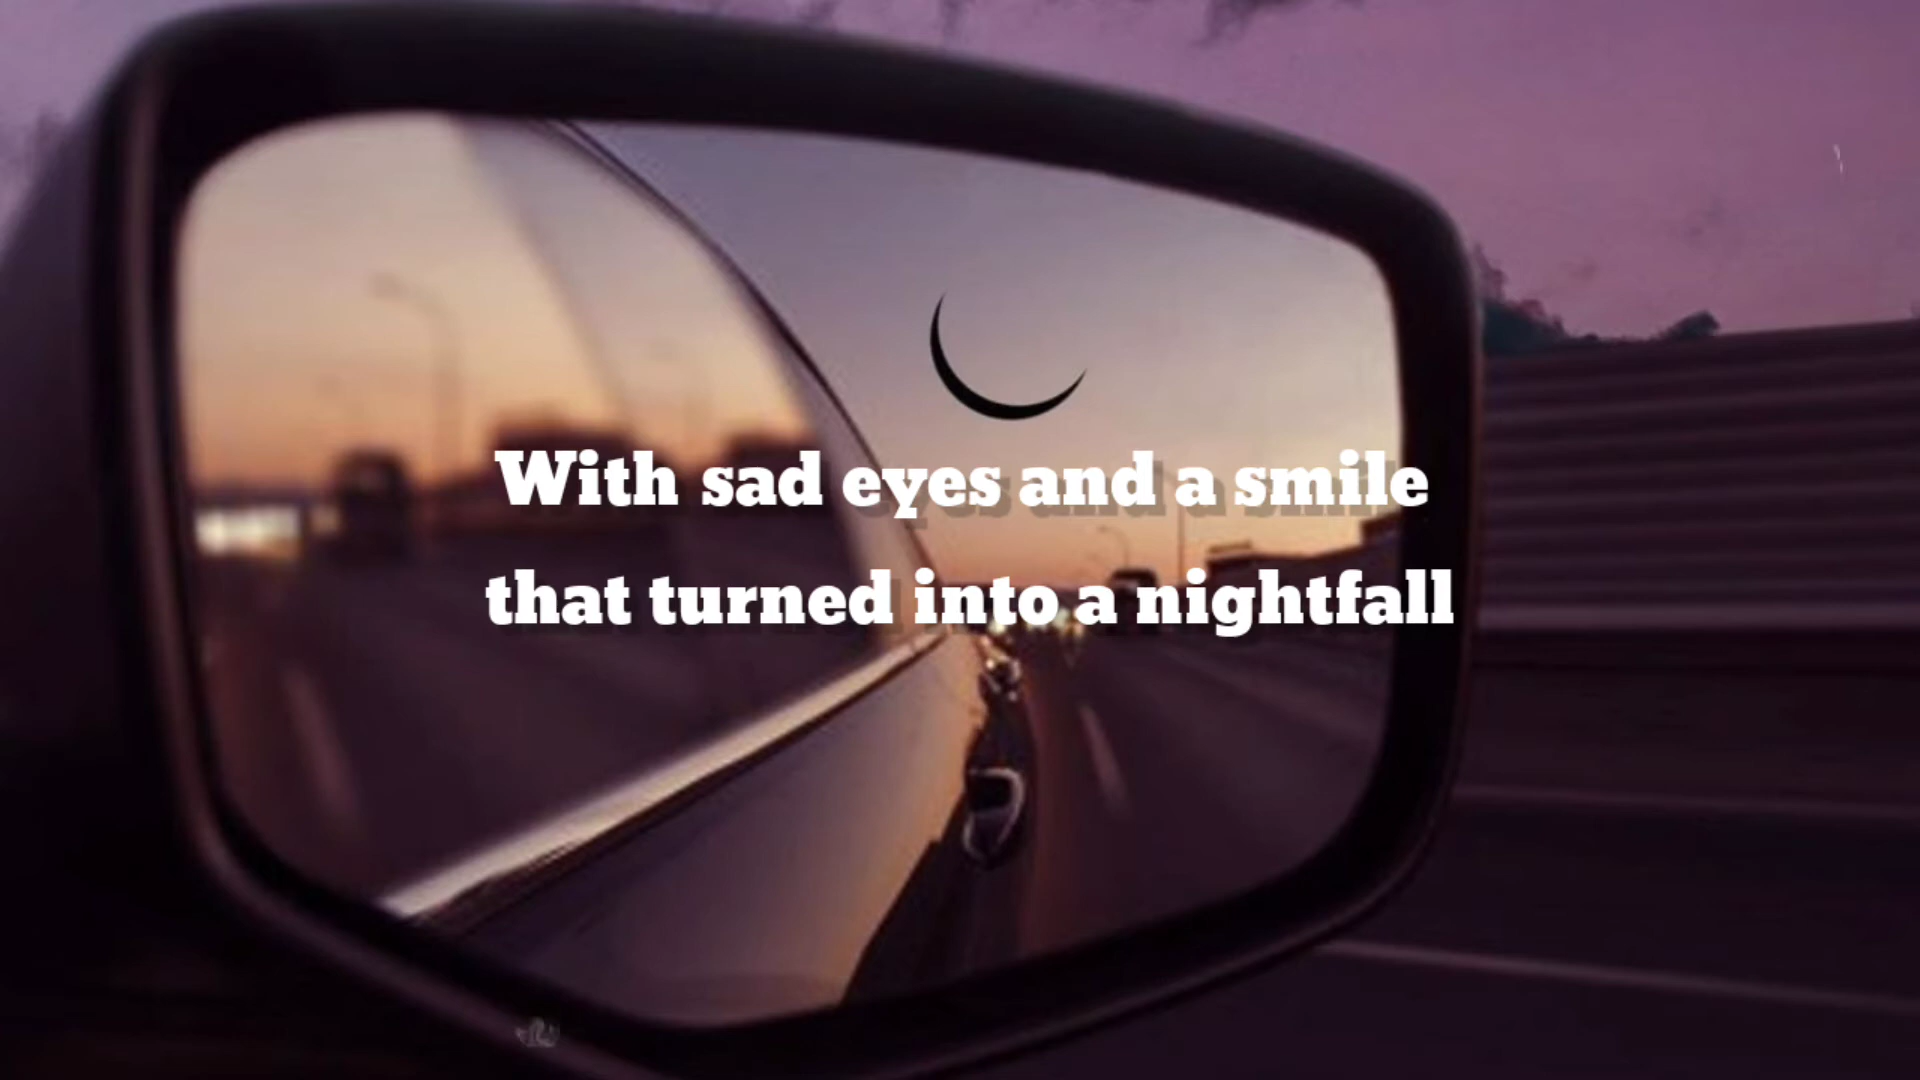 With sad eyes and a smile
that turned into a nightfall